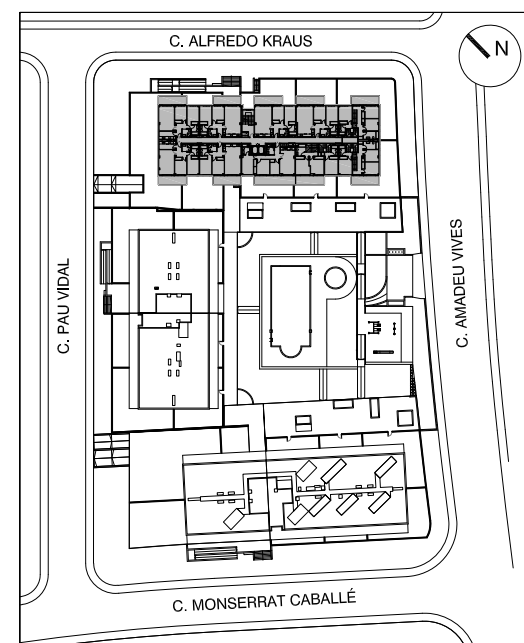 C. ALFREDO KRAUS
N
C. PAU VIDAL
C. AMADEU VIVES
C. MONSERRAT CABALLÉ